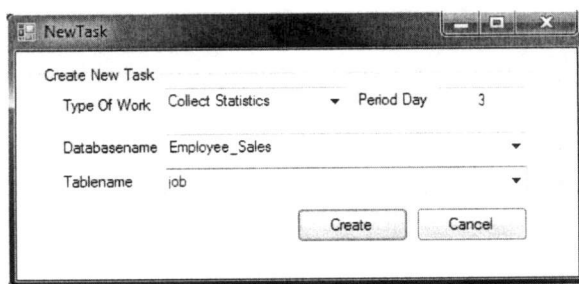 NewTask
Create New Task
Type Of Work Collect Statistics Period Day 3
Databasename Employee_Sales
Tablename job
Create Cancel